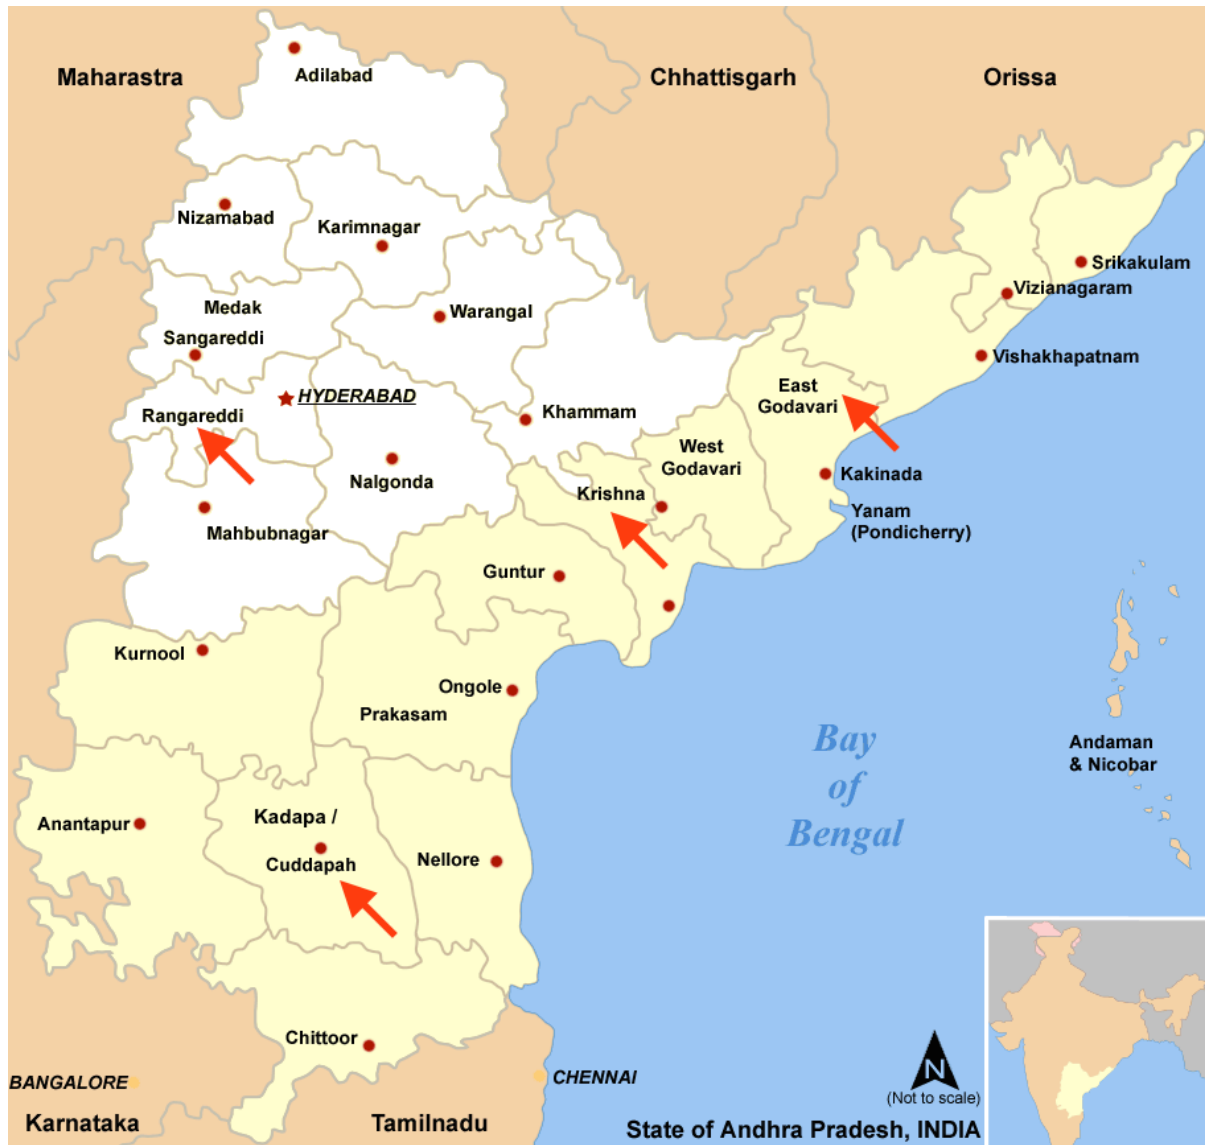 Maharastra
Chhattisgarh
Orissa
Adilabad
Nizamabad
Karimnagar
Srikakulam
Vizianagaram
Medak
Warangal
Sangareddi
Vishakhapatnam
HYDERABAD
East
Godavari
Rangareddi
Khammam
West
Godavari
Nalgonda
Krishna
Kakinada
Yanam
(Pondicherry)
Mahbubnagar
Guntur
Kurnool
Ongole
Prakasam
Bay
of
Bengal
Andaman
& Nicobar
Kadapa /
Cuddapah
Anantapur
Nellore
Chittoor
BANGALORE
CHENNAI
N
(Not to scale)
Karnataka
Tamilnadu
State of Andhra Pradesh, INDIA